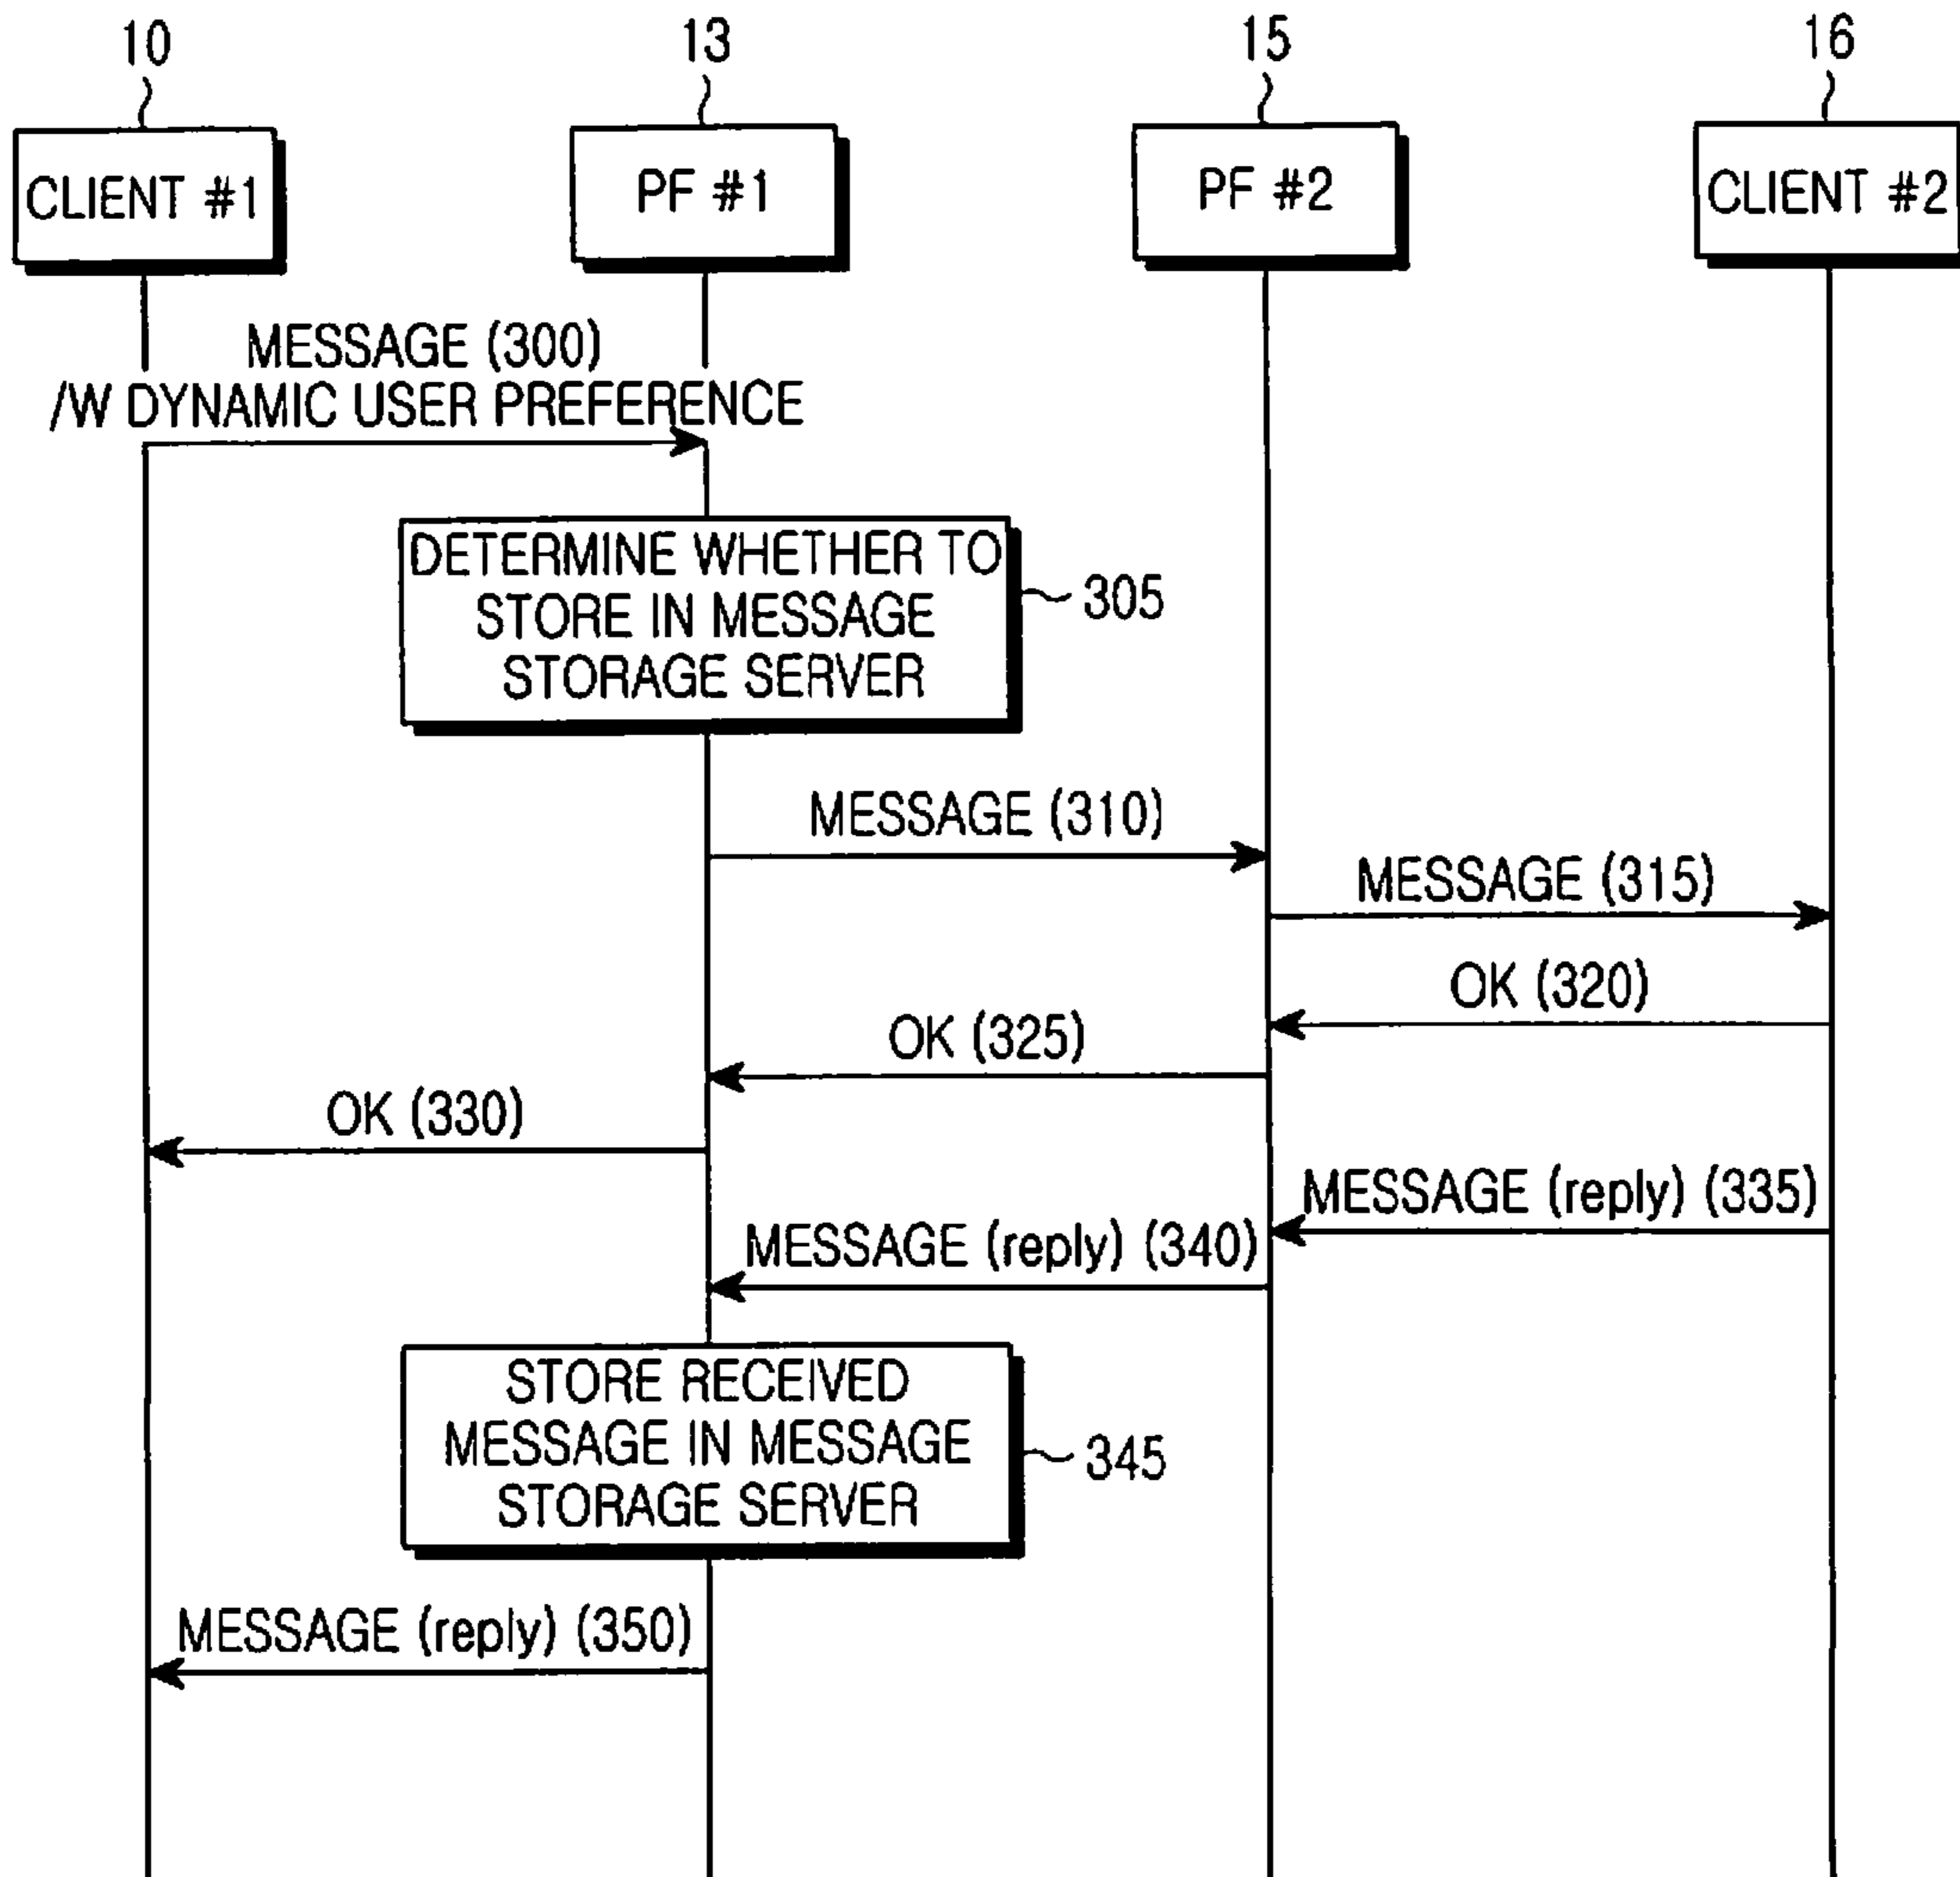 10
13
15
16
CLIENT #1
PF #1
PF #2
CLIENT #2
MESSAGE (300)
/W DYNAMIC USER PREFERENCE
DETERMINE WHETHER TO
STORE IN MESSAGE
STORAGE SERVER
305
MESSAGE (310)
MESSAGE (315)
OK (320)
OK (325)
OK (330)
MESSAGE (reply) (335)
MESSAGE (reply) (340)
STORE RECEIVED
MESSAGE IN MESSAGE
STORAGE SERVER
345
MESSAGE (reply) (350)